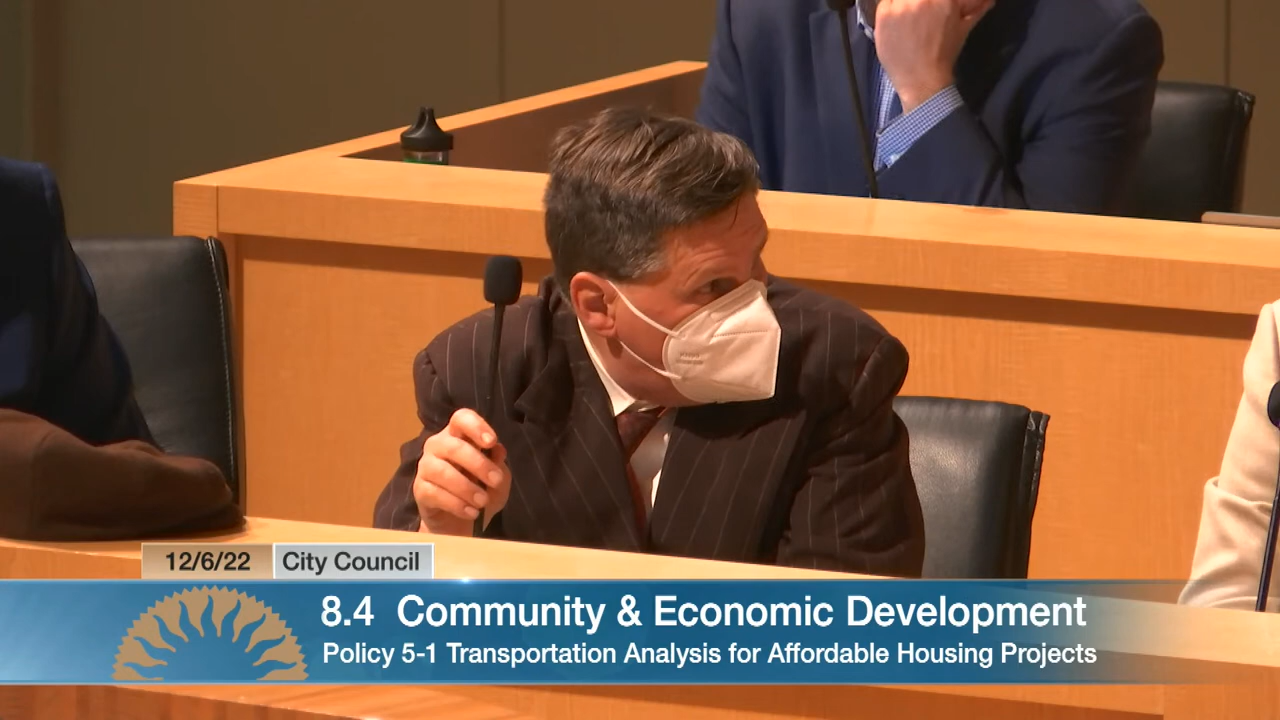 12/6/22 City Council
8.4 Community & Economic Development
Policy 5-1 Transportation Analysis for Affordable Housing Projects